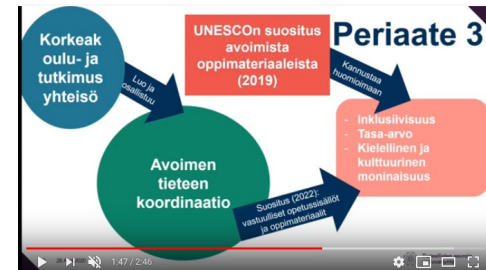 Periaate 3
Korkeak
oulu- ja
tutkimus
yhteisö
Luo ja
osallistuu
UNESCOn suositus
avoimista
oppimateriaaleista
(2019)
Kannustaa
huomioimaan
- Inklusiivisuus
- Tasa-arvo
- Kielellinen ja
kulttuurinen
moninaisuus
Avoimen
tieteen
koordinaatio
Suositus (2022):
vastuulliset opetussisällöt
ja oppimateriaalit
1:47 / 2:46